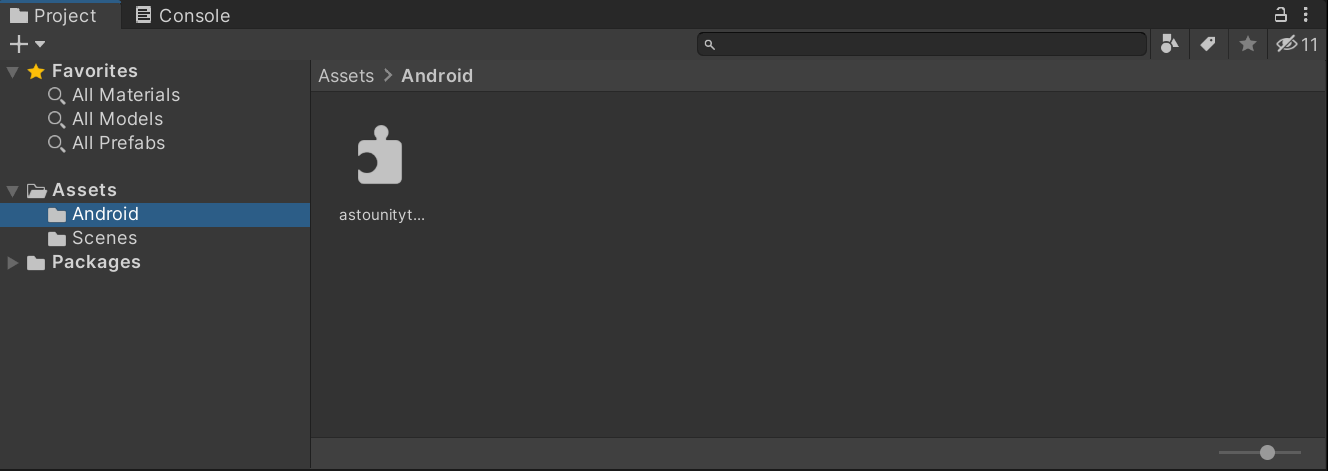 Project
Console
11
Favorites
All Materials
All Models
All Prefabs
Assets
Android
Scenes
Packages
Assets > Android
astounityt...